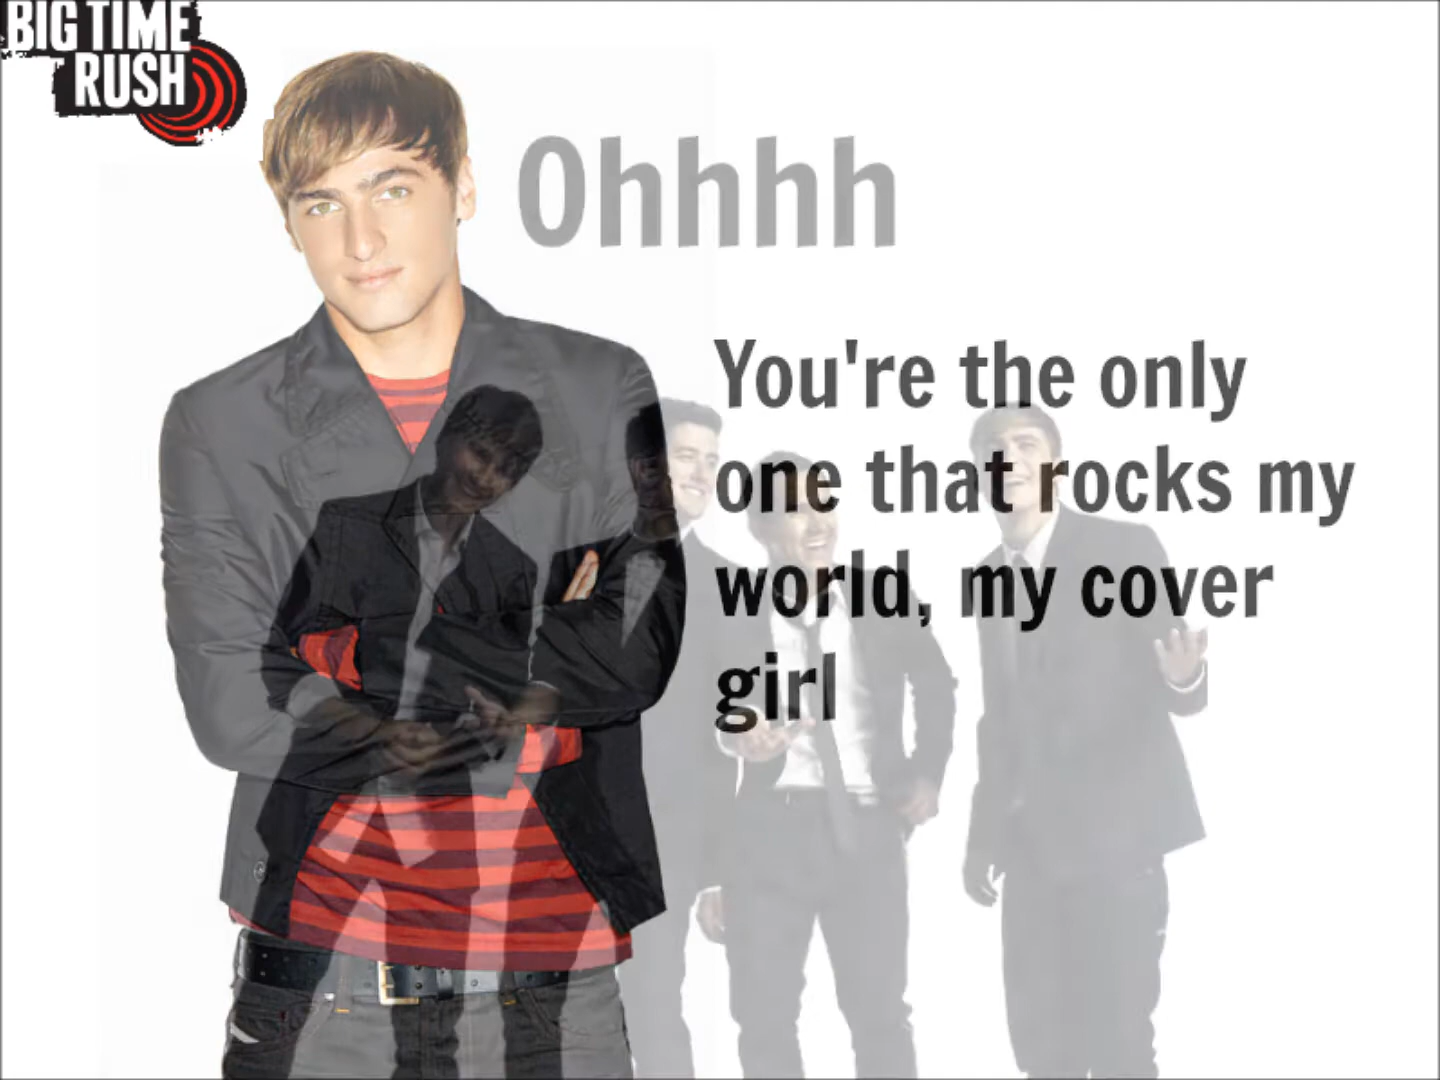 BIG TIME
RUSH
Ohhhh
You're the only
one that rocks my
world, my cover
girl